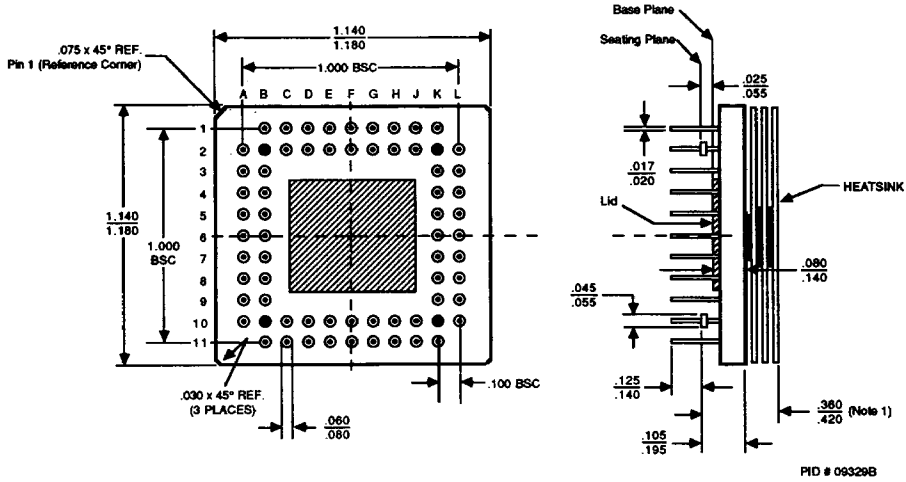 .075 x 45° REF.
Pin 1 (Reference Corner)
1.140
1.180
1.000 BSC
A B C D E F G H J K L
1
2
3
4
5
6
7
8
9
10
11
1.140
1.180
1.000
BSC
.030 x 45° REF.
(3 PLACES)
.060
.080
.100 BSC
Base Plane
Seating Plane
.025
.055
.017
.020
HEATSINK
Lid
.080
.140
.045
.055
.125
.140
.360
.420 (Note 1)
.105
.195
PID # 09329B